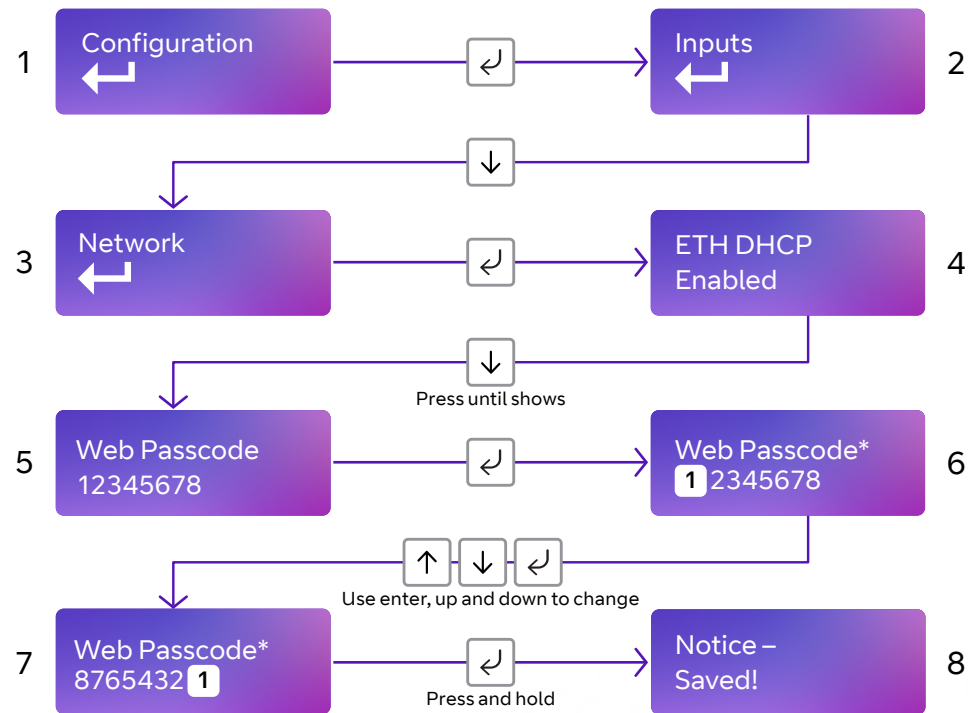 1
Configuration
Inputs
2
3
Network
ETH DHCP
Enabled
4
Press until shows
5
Web Passcode
12345678
Web Passcode*
12345678
6
Use enter, up and down to change
7
Web Passcode*
87654321
Press and hold
Notice –
Saved!
8